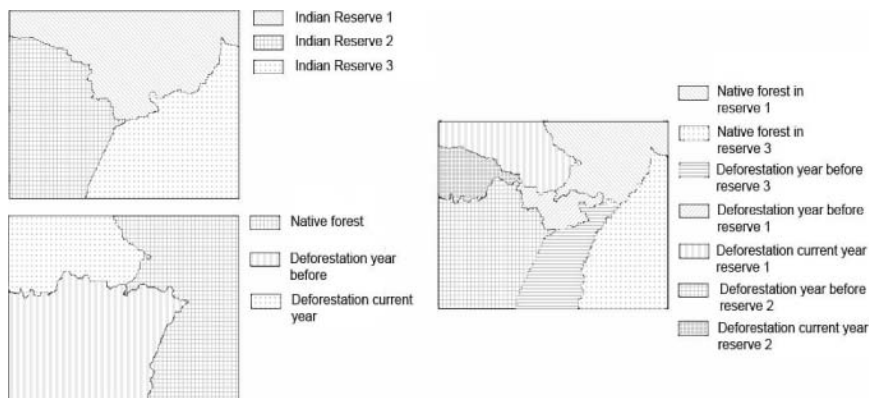 Indian Reserve 1
Indian Reserve 2
Indian Reserve 3
Native forest
Deforestation year
before
Deforestation current
year
Native forest in
reserve 1
Native forest in
reserve 3
Deforestation year before
reserve 3
Deforestation year before
reserve 1
Deforestation current year
reserve 1
Deforestation year before
reserve 2
Deforestation current year
reserve 2